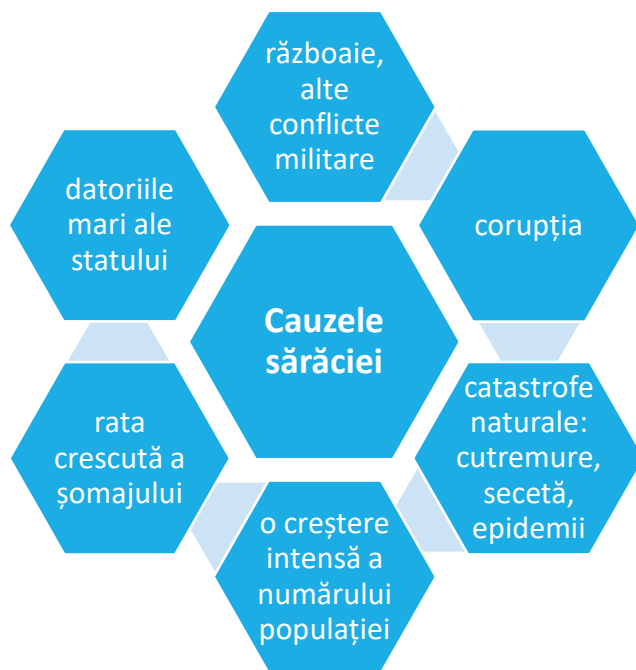 războaie,
alte
conflicte
militare
corupția
catastrofe
naturale:
cutremure,
secetă,
epidemii
o creștere
intensă a
numărului
populației
rata
crescută a
șomajului
datoriile
mari ale
statului
Cauzele
sărăciei